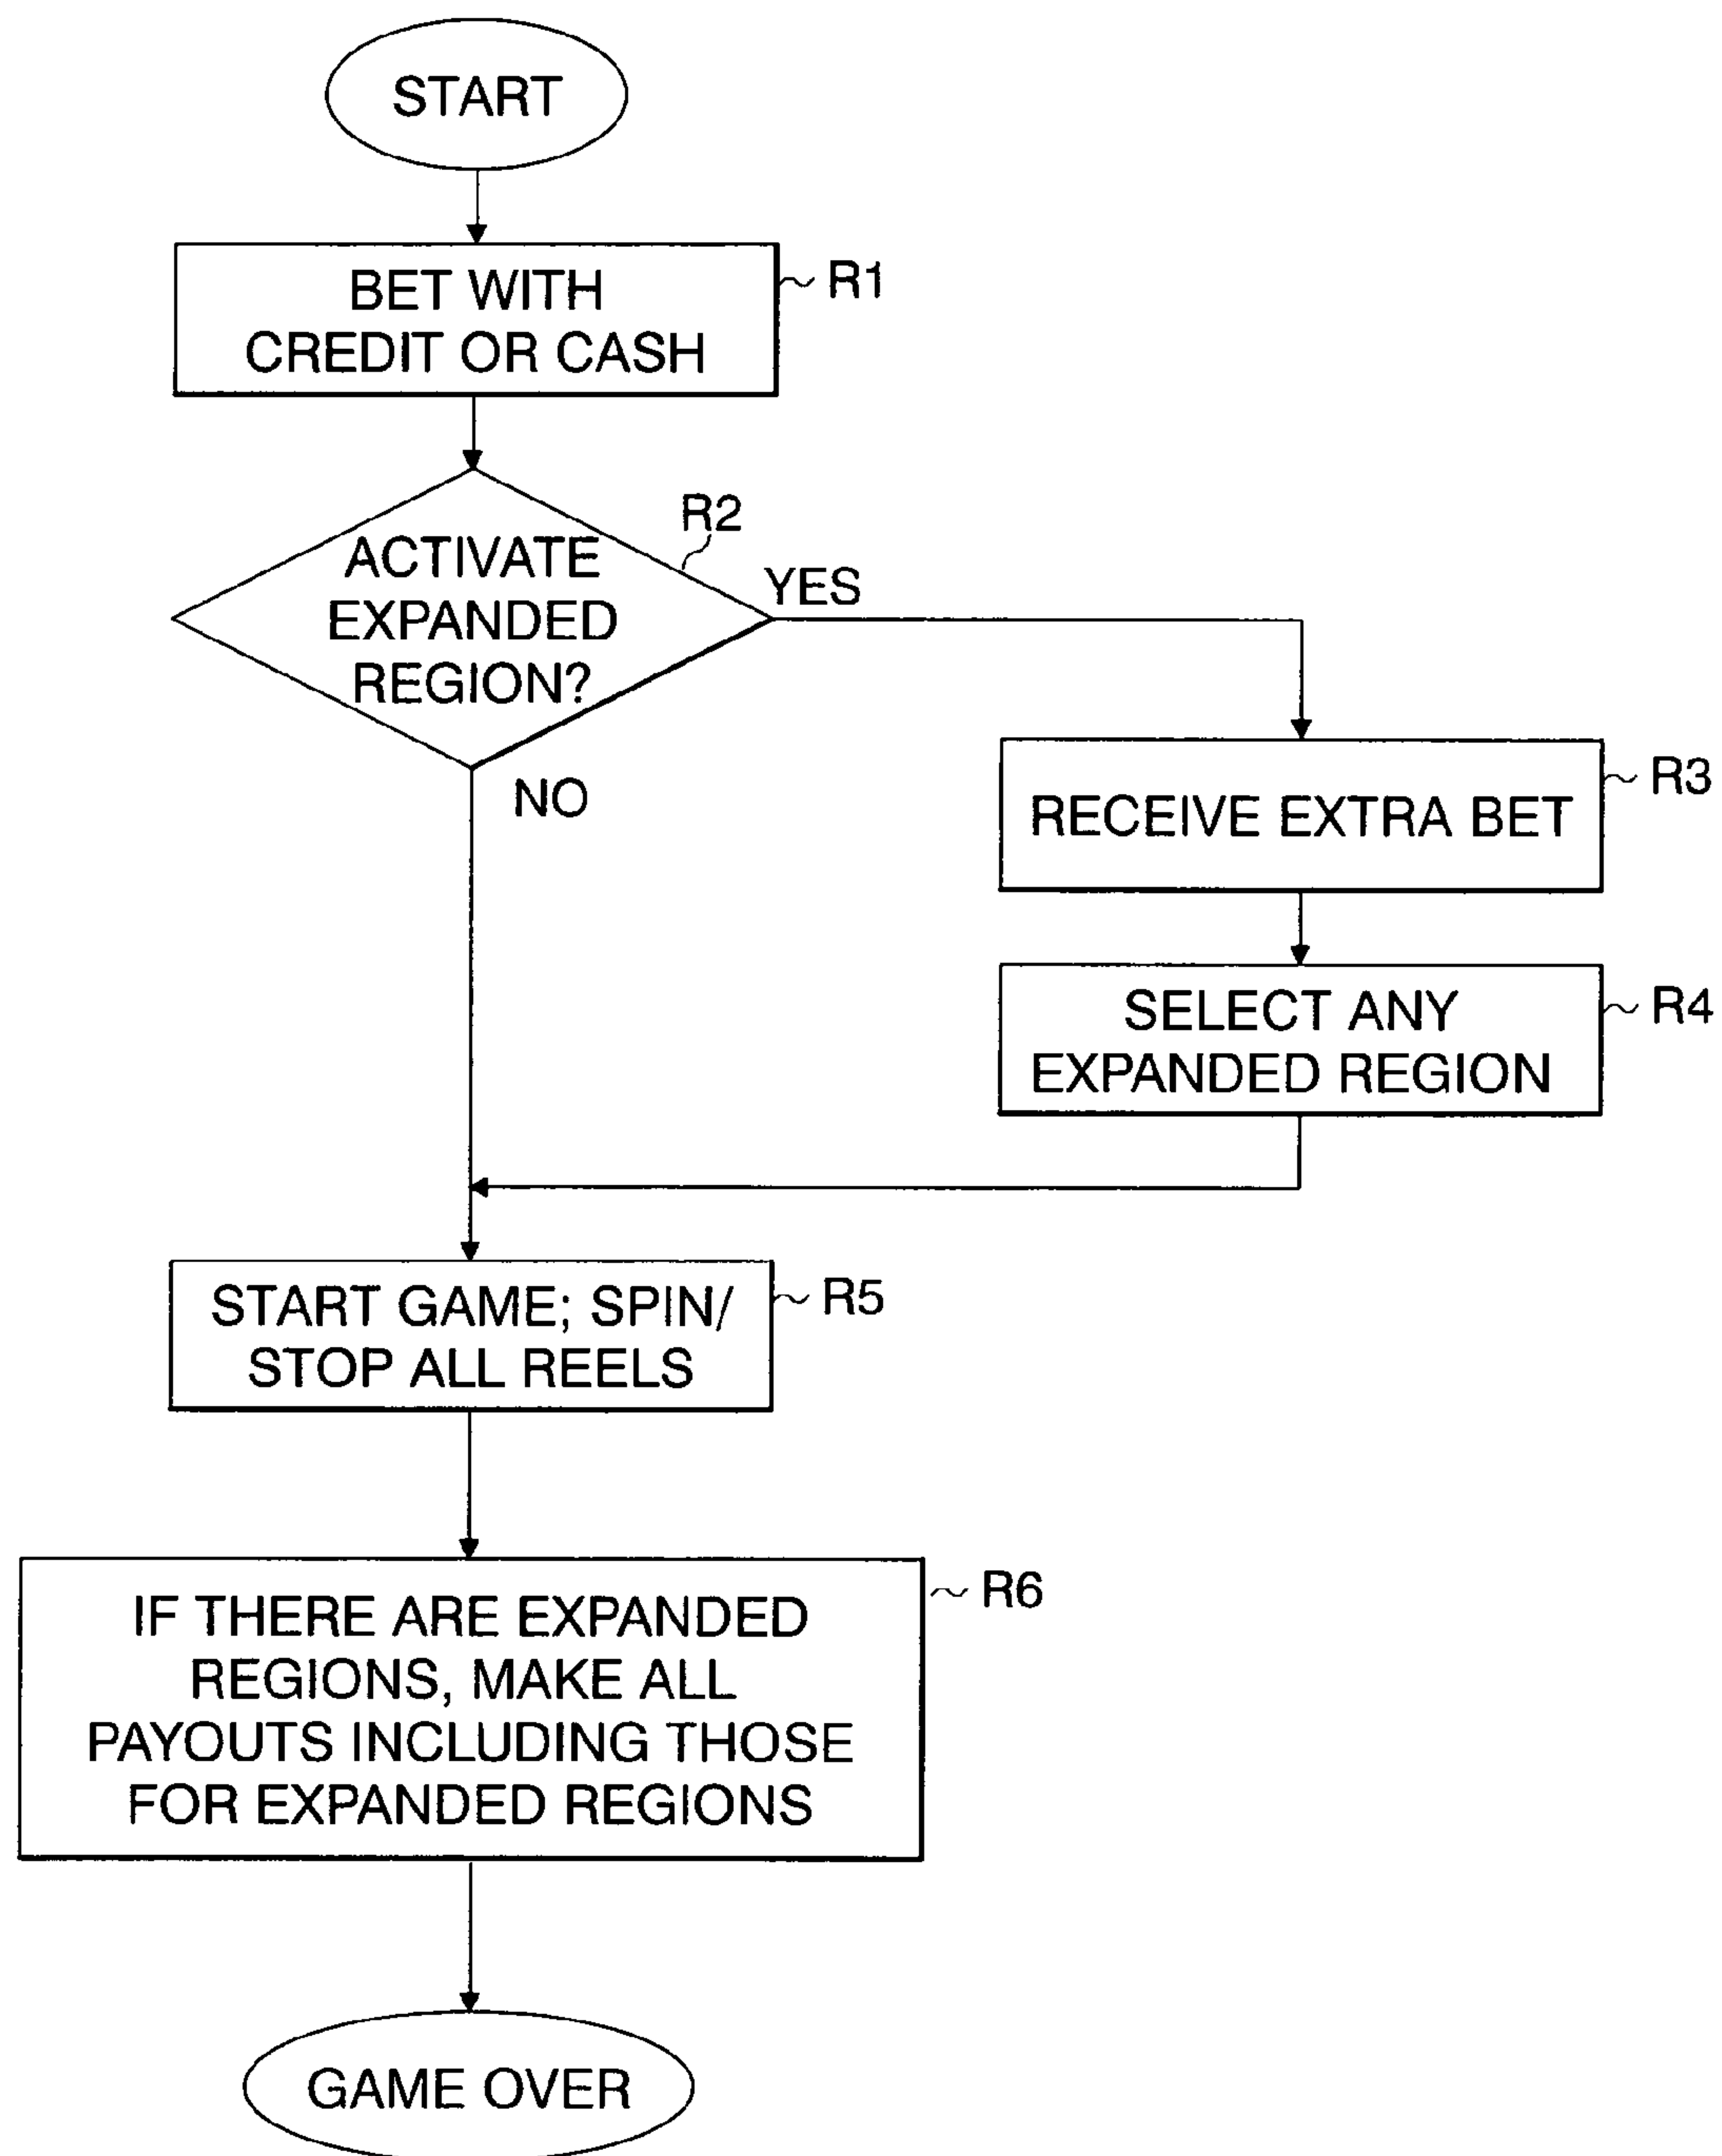 START
BET WITH
CREDIT OR CASH
R1
ACTIVATE
EXPANDED
REGION?
R2
YES
NO
RECEIVE EXTRA BET
R3
SELECT ANY
EXPANDED REGION
R4
START GAME; SPIN/
STOP ALL REELS
R5
IF THERE ARE EXPANDED
REGIONS, MAKE ALL
PAYOUTS INCLUDING THOSE
FOR EXPANDED REGIONS
R6
GAME OVER